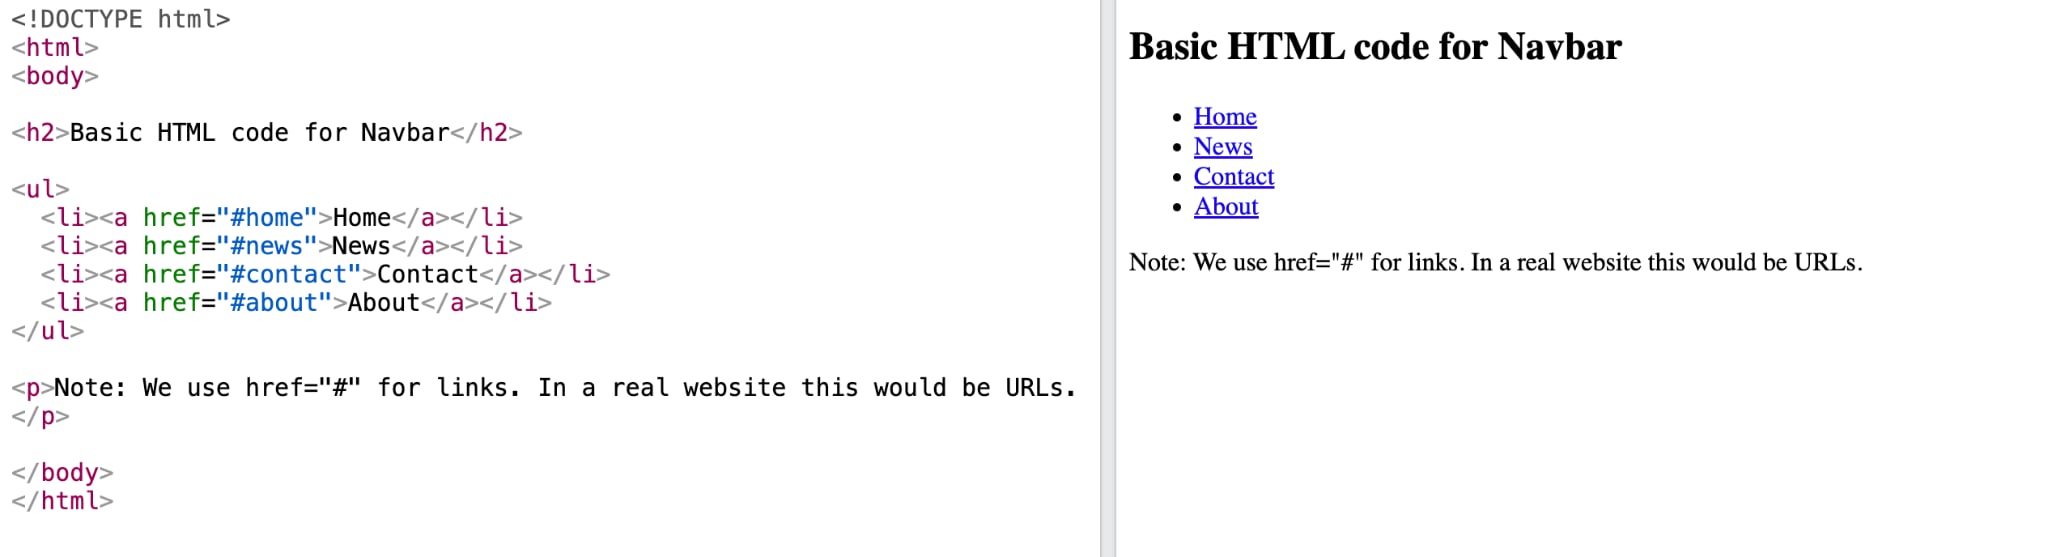 <!DOCTYPE html>
<html>
<body>
<h2>Basic HTML code for Navbar</h2>
<ul>
<li><a href="#home">Home</a></li>
<li><a href="#news">News</a></li>
<li><a href="#contact">Contact</a></li>
<li><a href="#about">About</a></li>
</ul>
<p>Note: We use href="#" for links. In a real website this would be URLs.
</p>
</body>
</html>
Basic HTML code for Navbar
• Home
• News
• Contact
• About
Note: We use href="#" for links. In a real website this would be URLs.